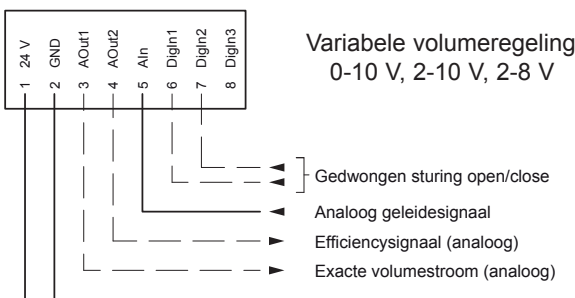 1 24 V
2 GND
3 AOut1
4 AOut2
5 AIn
6 DigIn1
7 DigIn2
8 DigIn3
Variabele volumeregeling
0-10 V, 2-10 V, 2-8 V
Gedwongen sturing open/close
Analoog geleidesignaal
Efficiencysignaal (analoog)
Exacte volumestroom (analoog)